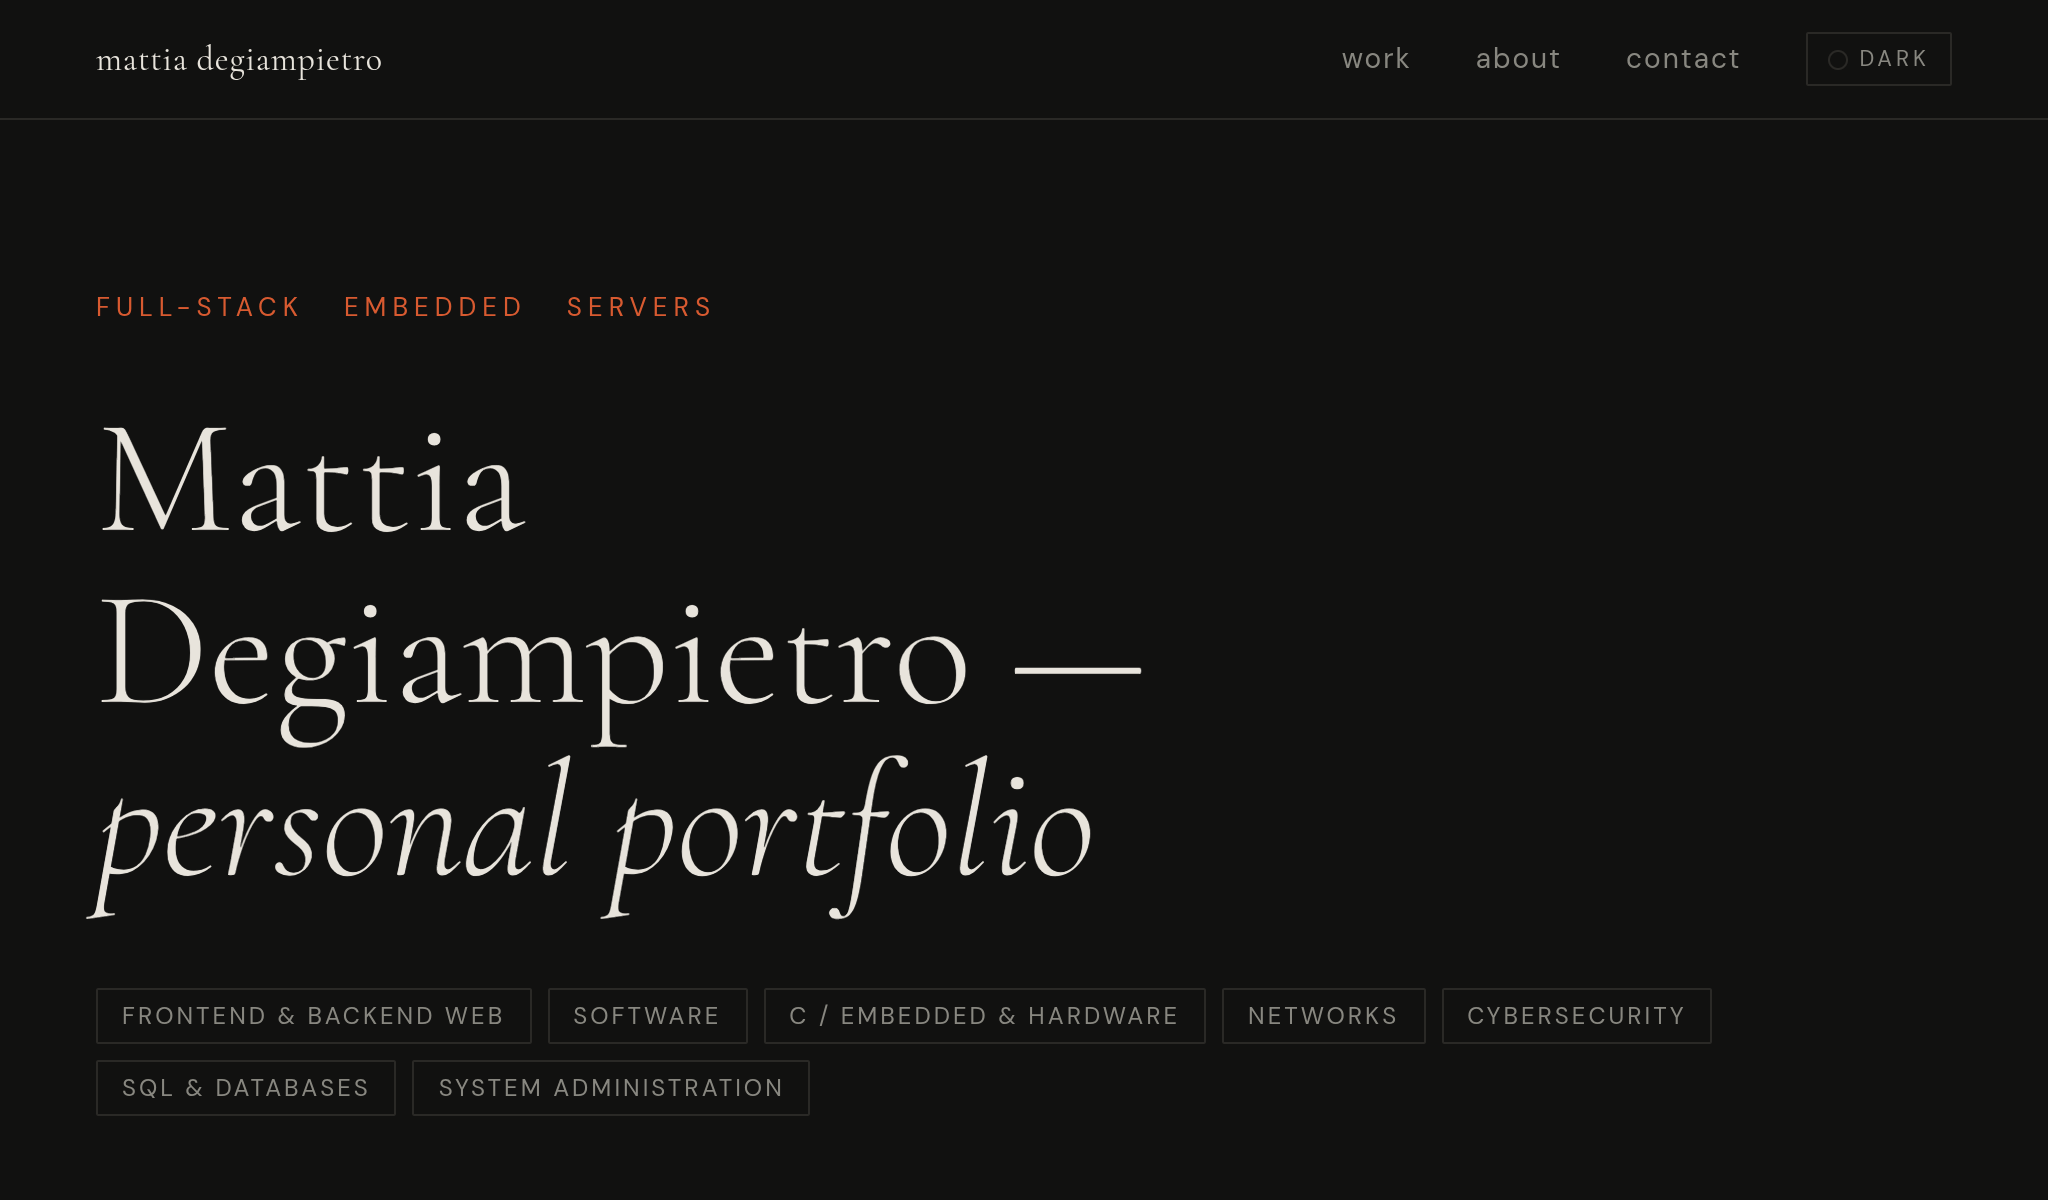 mattia degiampietro
work about contact DARK
FULL-STACK EMBEDDED SERVERS
Mattia
Degiampietro —
personal portfolio
FRONTEND & BACKEND WEB SOFTWARE C / EMBEDDED & HARDWARE NETWORKS CYBERSECURITY
SQL & DATABASES SYSTEM ADMINISTRATION